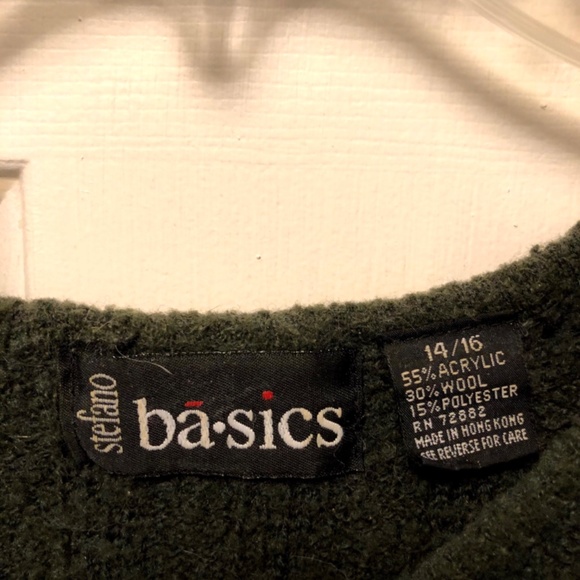 stefano
bā·sics
14/16
55% ACRYLIC
30% WOOL
15% POLYESTER
RN 72882
MADE IN HONG KONG
SEE REVERSE FOR CARE